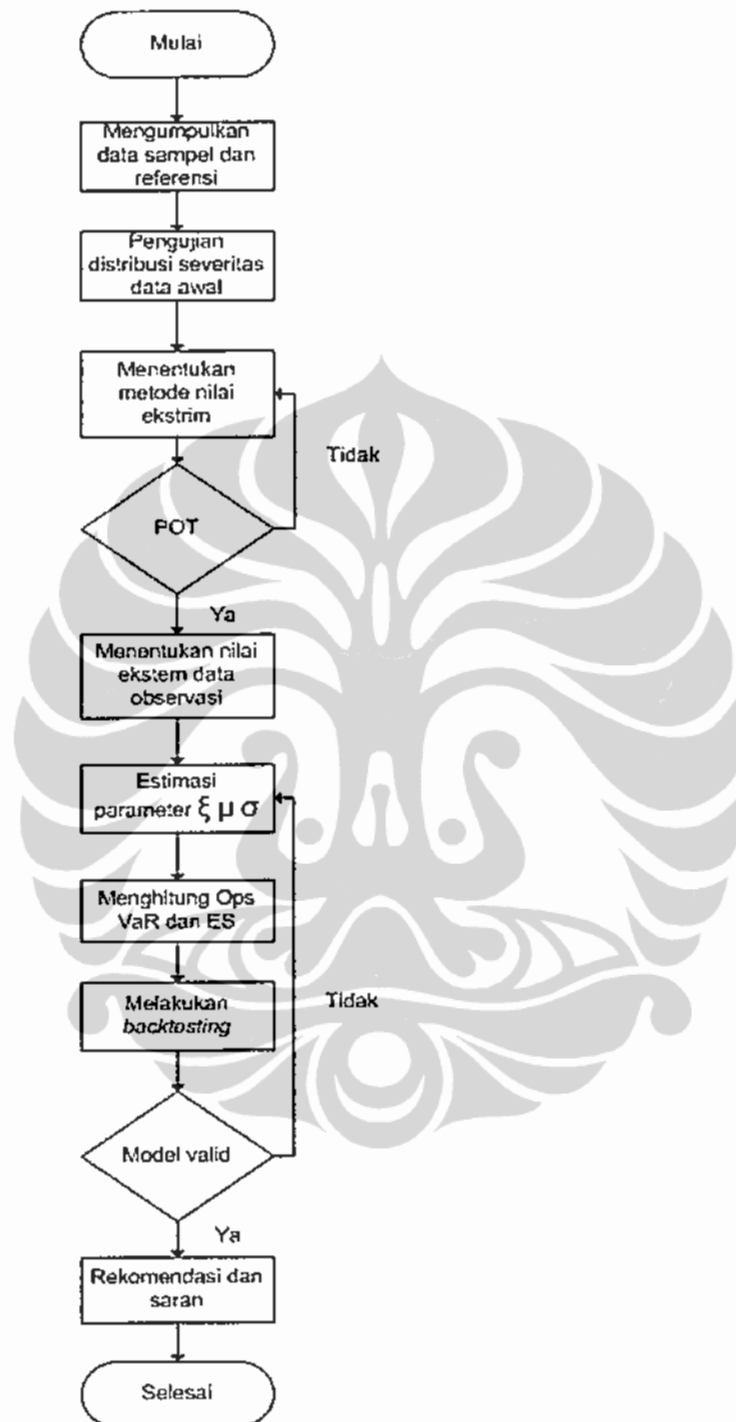 Mulai
Mengumpulkan
data sampel dan
referensi
Pengujian
distribusi severitas
data awal
Menentukan
metode nilai
ekstrim
Tidak
POT
Ya
Menentukan nilai
ekstem data
observasi
Estimasi
parameter ξ μ σ
Menghitung Ops
VaR dan ES
Melakukan
backtosting
Tidak
Model valid
Ya
Rekomendasi dan
saran
Selesai